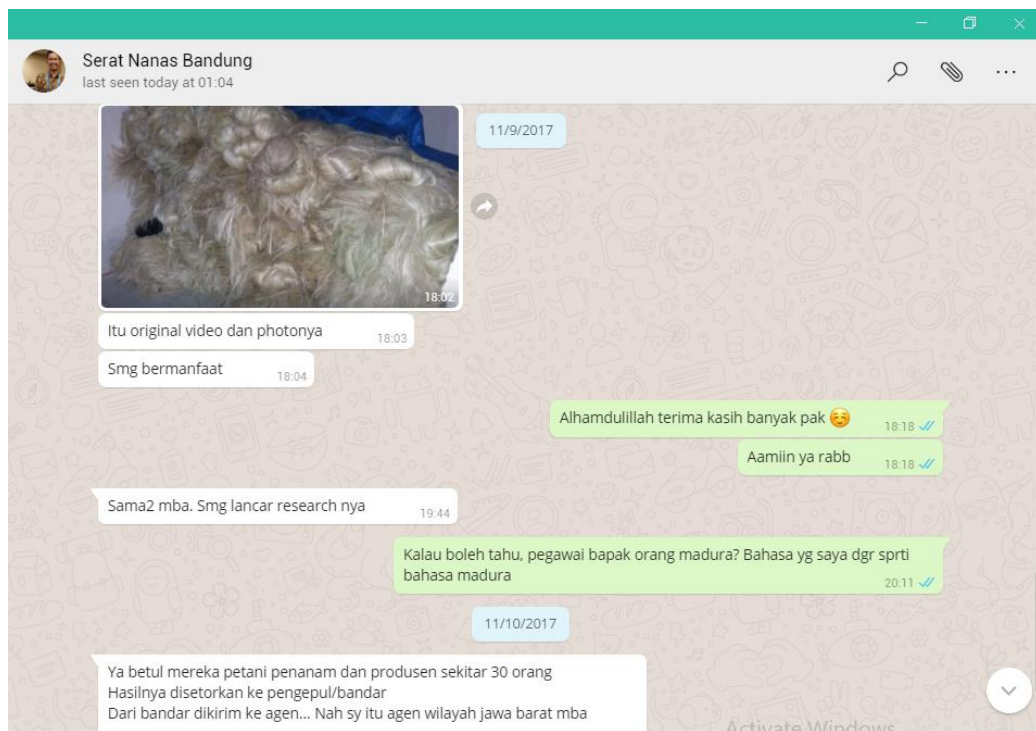 Serat Nanas Bandung
last seen today at 01:04
11/9/2017
18:02
Itu original video dan photonya 18:03
Smg bermanfaat 18:04
Alhamdulillah terima kasih banyak pak ☺️ 18:18
Aamiin ya rabb 18:18
Sama2 mba. Smg lancar research nya 19:44
Kalau boleh tahu, pegawai bapak orang madura? Bahasa yg saya dgr sprti
bahasa madura 20:11
11/10/2017
Ya betul mereka petani penanam dan produsen sekitar 30 orang
Hasilnya disetorkan ke pengepul/bandar
Dari bandar dikirim ke agen... Nah sy itu agen wilayah jawa barat mba
Activate Windows